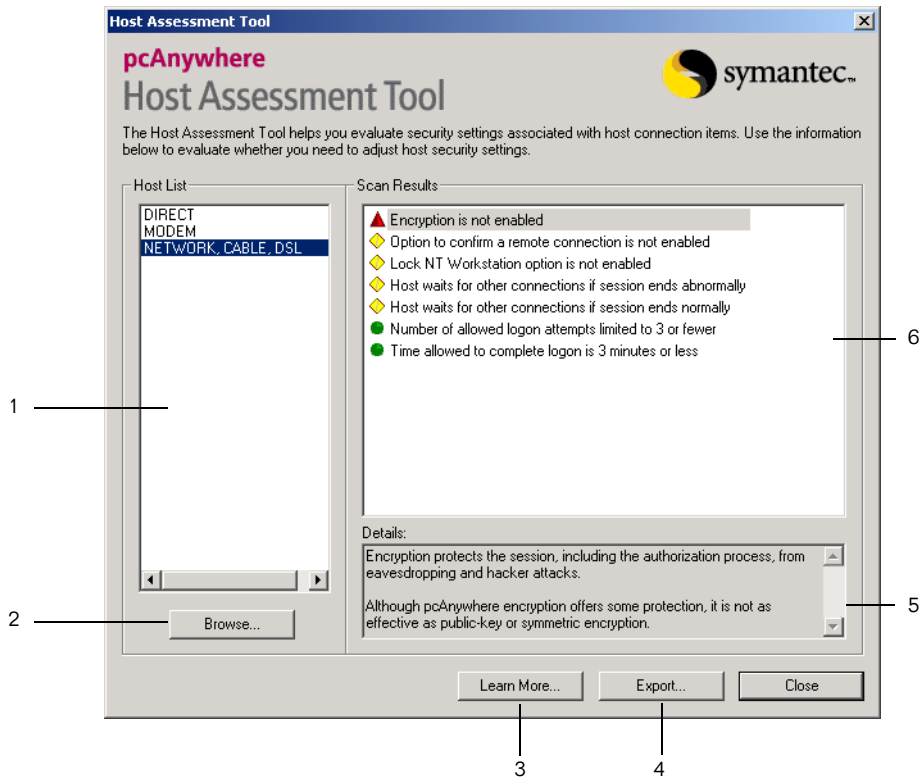 Host Assessment Tool
pcAnywhere
Host Assessment Tool
symantec™
The Host Assessment Tool helps you evaluate security settings associated with host connection items. Use the information
below to evaluate whether you need to adjust host security settings.
Host List
DIRECT
MODEM
NETWORK, CABLE, DSL
Browse...
Scan Results
Encryption is not enabled
Option to confirm a remote connection is not enabled
Lock NT Workstation option is not enabled
Host waits for other connections if session ends abnormally
Host waits for other connections if session ends normally
Number of allowed logon attempts limited to 3 or fewer
Time allowed to complete logon is 3 minutes or less
Details:
Encryption protects the session, including the authorization process, from
eavesdropping and hacker attacks.
Although pcAnywhere encryption offers some protection, it is not as
effective as public-key or symmetric encryption.
Learn More...
Export...
Close
1
2
3
4
5
6